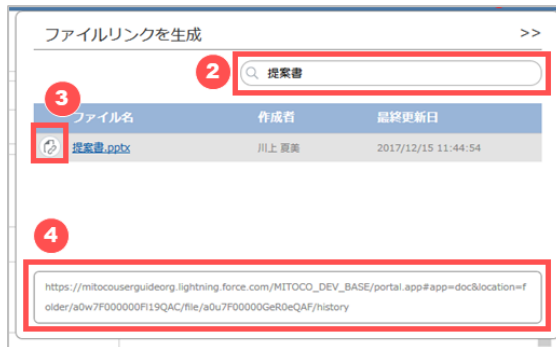 ファイルリンクを生成 >>
2 提案書
3
ファイル名 作成者 最終更新日
提案書.pptx 川上 夏美 2017/12/15 11:44:54
4
https://mitocouserguideorg.lightning.force.com/MITOCO_DEV_BASE/portal.app#app=doc&location=f
older/a0w7F000000Fl19QAC/file/a0u7F00000GeR0eQAF/history